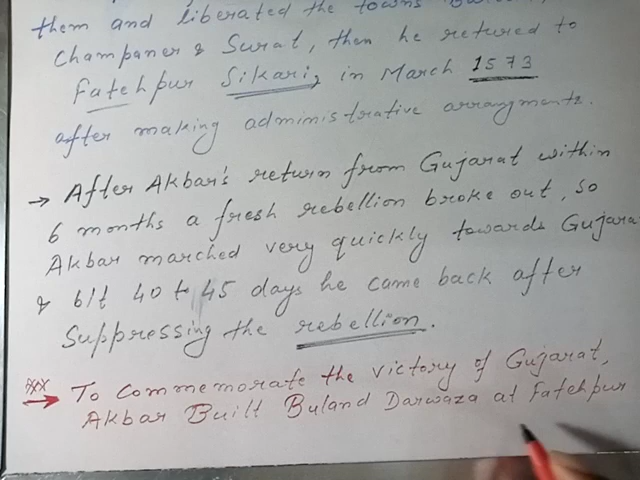 them and liberated the towns
Champaner & Surat, then he retured to
Fatehpur Sikari, in March 1573
after making administrative arrangments.
→ After Akbar's return from Gujarat within
6 months a fresh rebellion broke out, so
Akbar marched very quickly towards Gujara
& b/t 40 to 45 days he came back after
Suppressing the rebellion.
XXX
→ To Commemorate the victory of Gujarat,
Akbar Built Buland Darwaza at Fatehpur